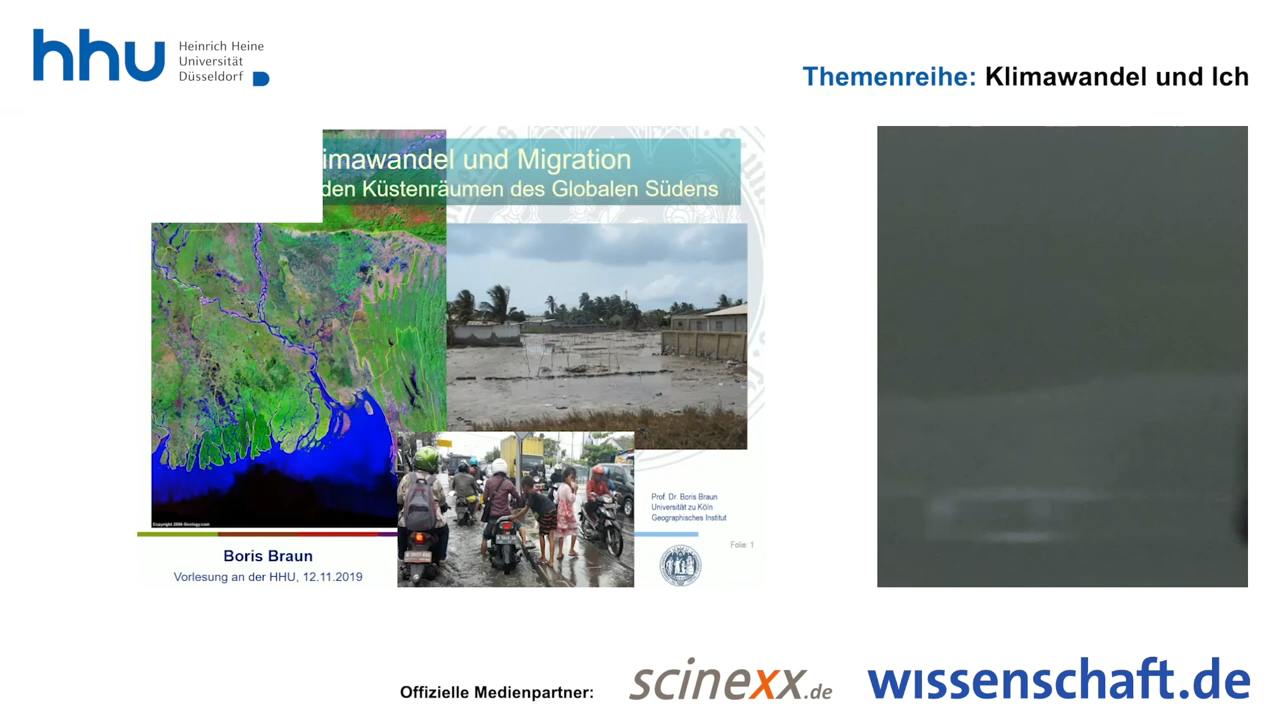 hhu Heinrich Heine
Universität
Düsseldorf
Themenreihe: Klimawandel und Ich
imawandel und Migration
den Küstenräumen des Globalen Südens
Prof. Dr. Boris Braun
Universität zu Köln
Geographisches Institut
Folie: 1
Boris Braun
Vorlesung an der HHU, 12.11.2019
Offizielle Medienpartner:
scinexx.de
wissenschaft.de